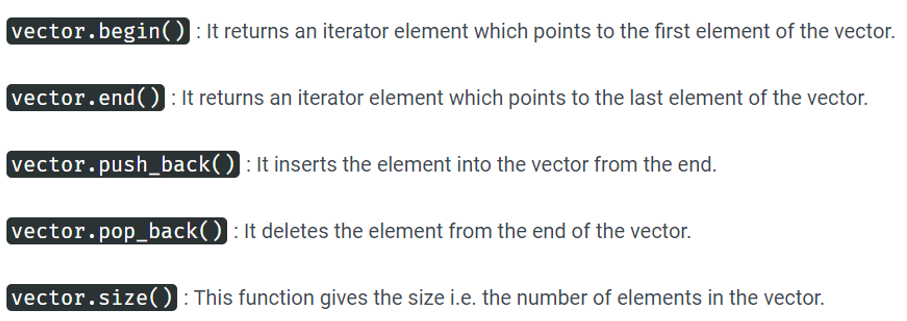 vector.begin() : It returns an iterator element which points to the first element of the vector.
vector.end() : It returns an iterator element which points to the last element of the vector.
vector.push_back() : It inserts the element into the vector from the end.
vector.pop_back() : It deletes the element from the end of the vector.
vector.size() : This function gives the size i.e. the number of elements in the vector.